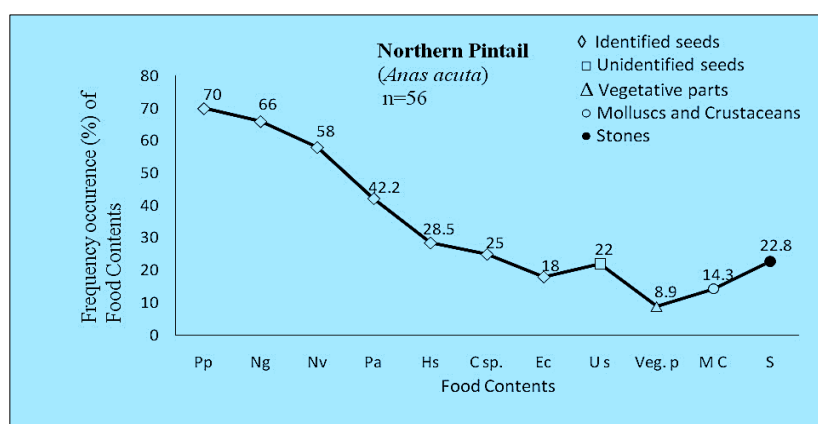 Northern Pintail
(Anas acuta)
n=56
Identified seeds
Unidentified seeds
Vegetative parts
Molluscs and Crustaceans
Stones
Frequency occurence (%) of
Food Contents
80
70
60
50
40
30
20
10
0
70
66
58
42.2
28.5
25
18
22
8.9
14.3
22.8
Pp Ng Nv Pa Hs C sp. Ec U s Veg. p M C S
Food Contents